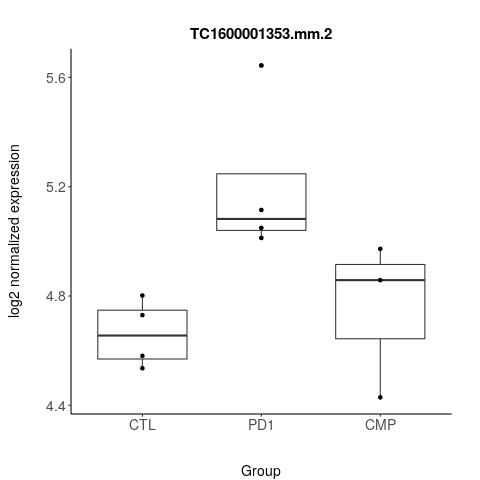 TC1600001353.mm.2
log2 normalized expression
5.6
5.2
4.8
4.4
CTL
PD1
CMP
Group